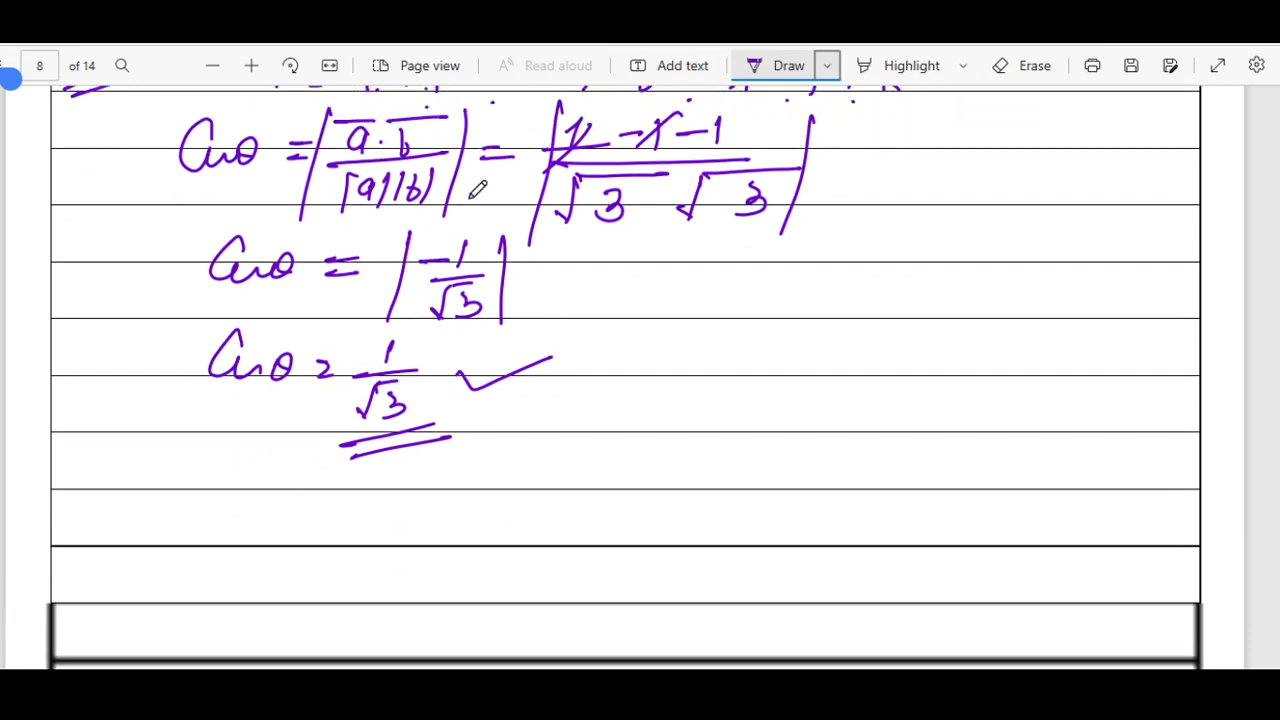 8 of 14 Page view Read aloud Add text Draw Highlight Erase
Cosθ = |a̅ . b̅ / |a||b|| = |1 - 1 - 1 / √3 √3|
Cosθ = |-1/√3|
Cosθ = 1/√3 ✓